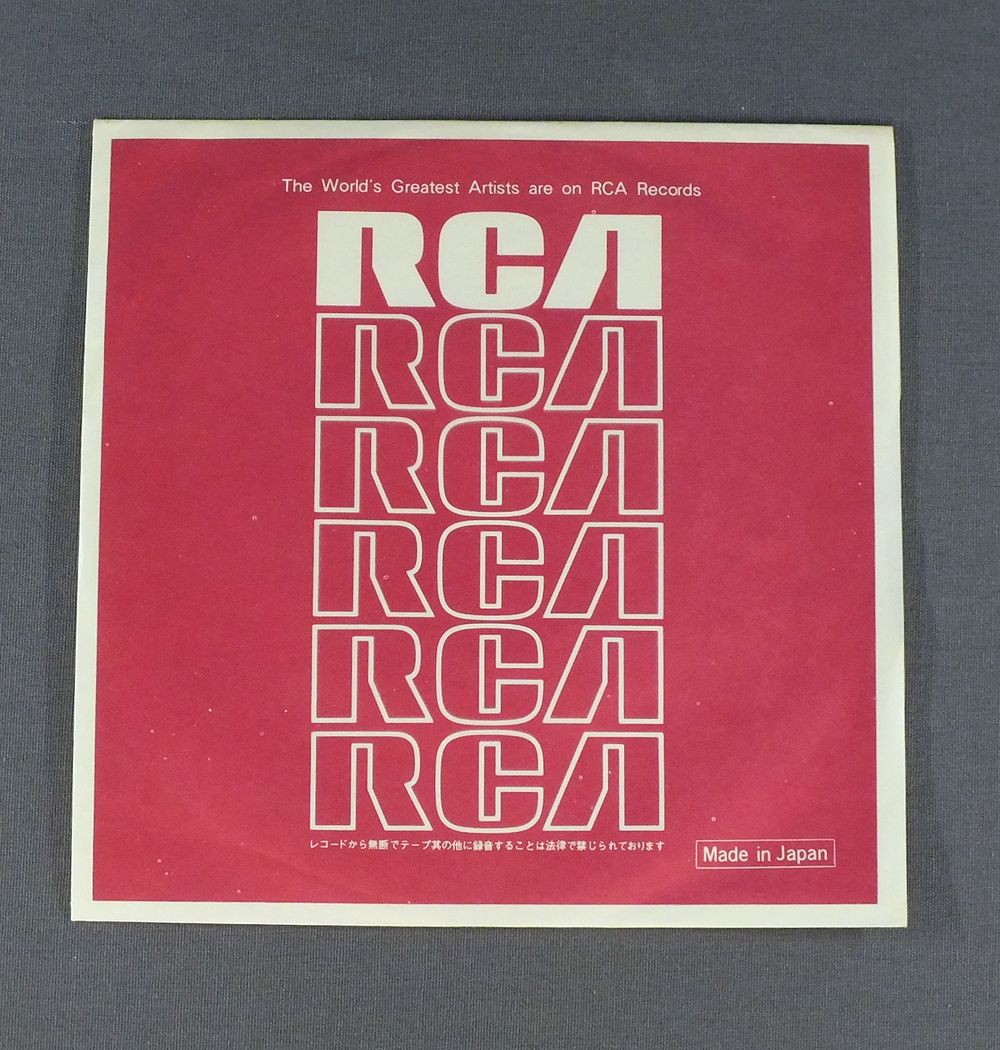 The World's Greatest Artists are on RCA Records
RCA
RCA
RCA
RCA
RCA
RCA
レコードから無断でテープ其の他に録音することは法律で禁じられております
Made in Japan